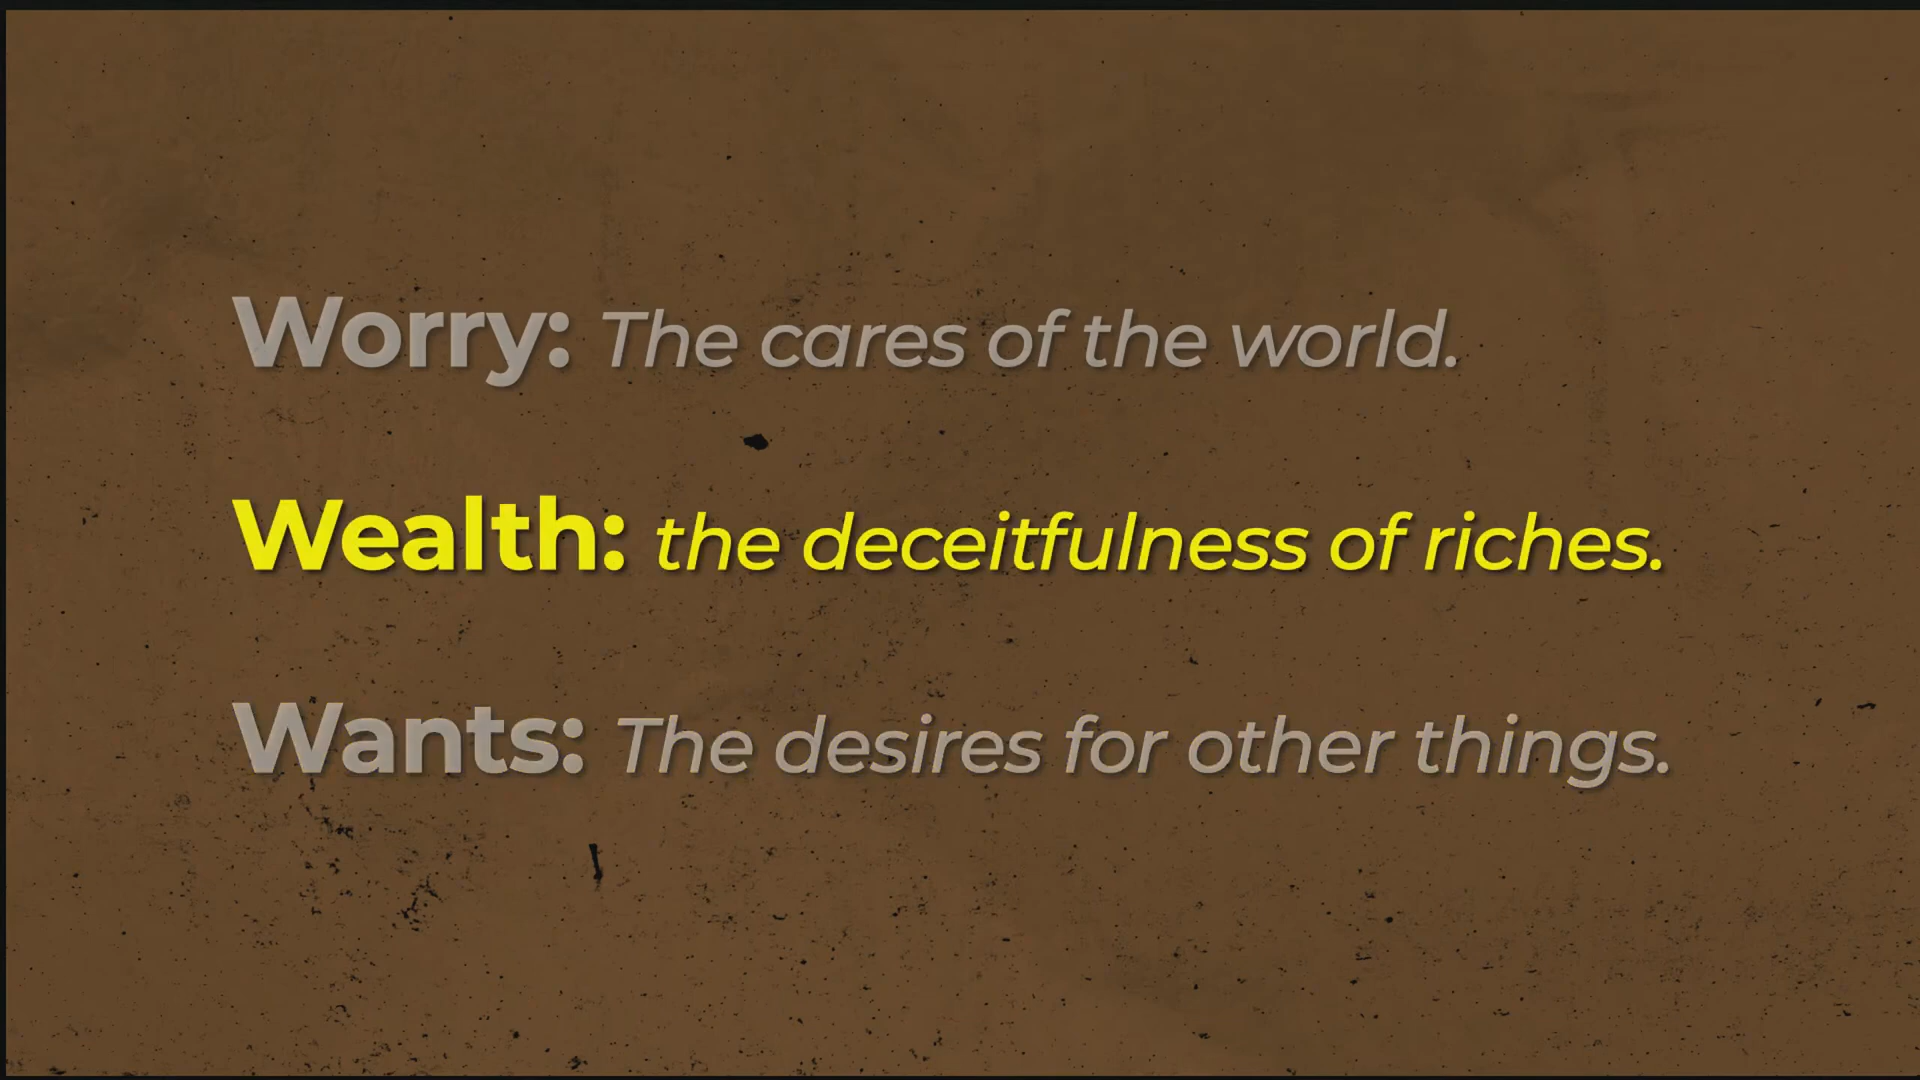 Worry: The cares of the world.
Wealth: the deceitfulness of riches.
Wants: The desires for other things.